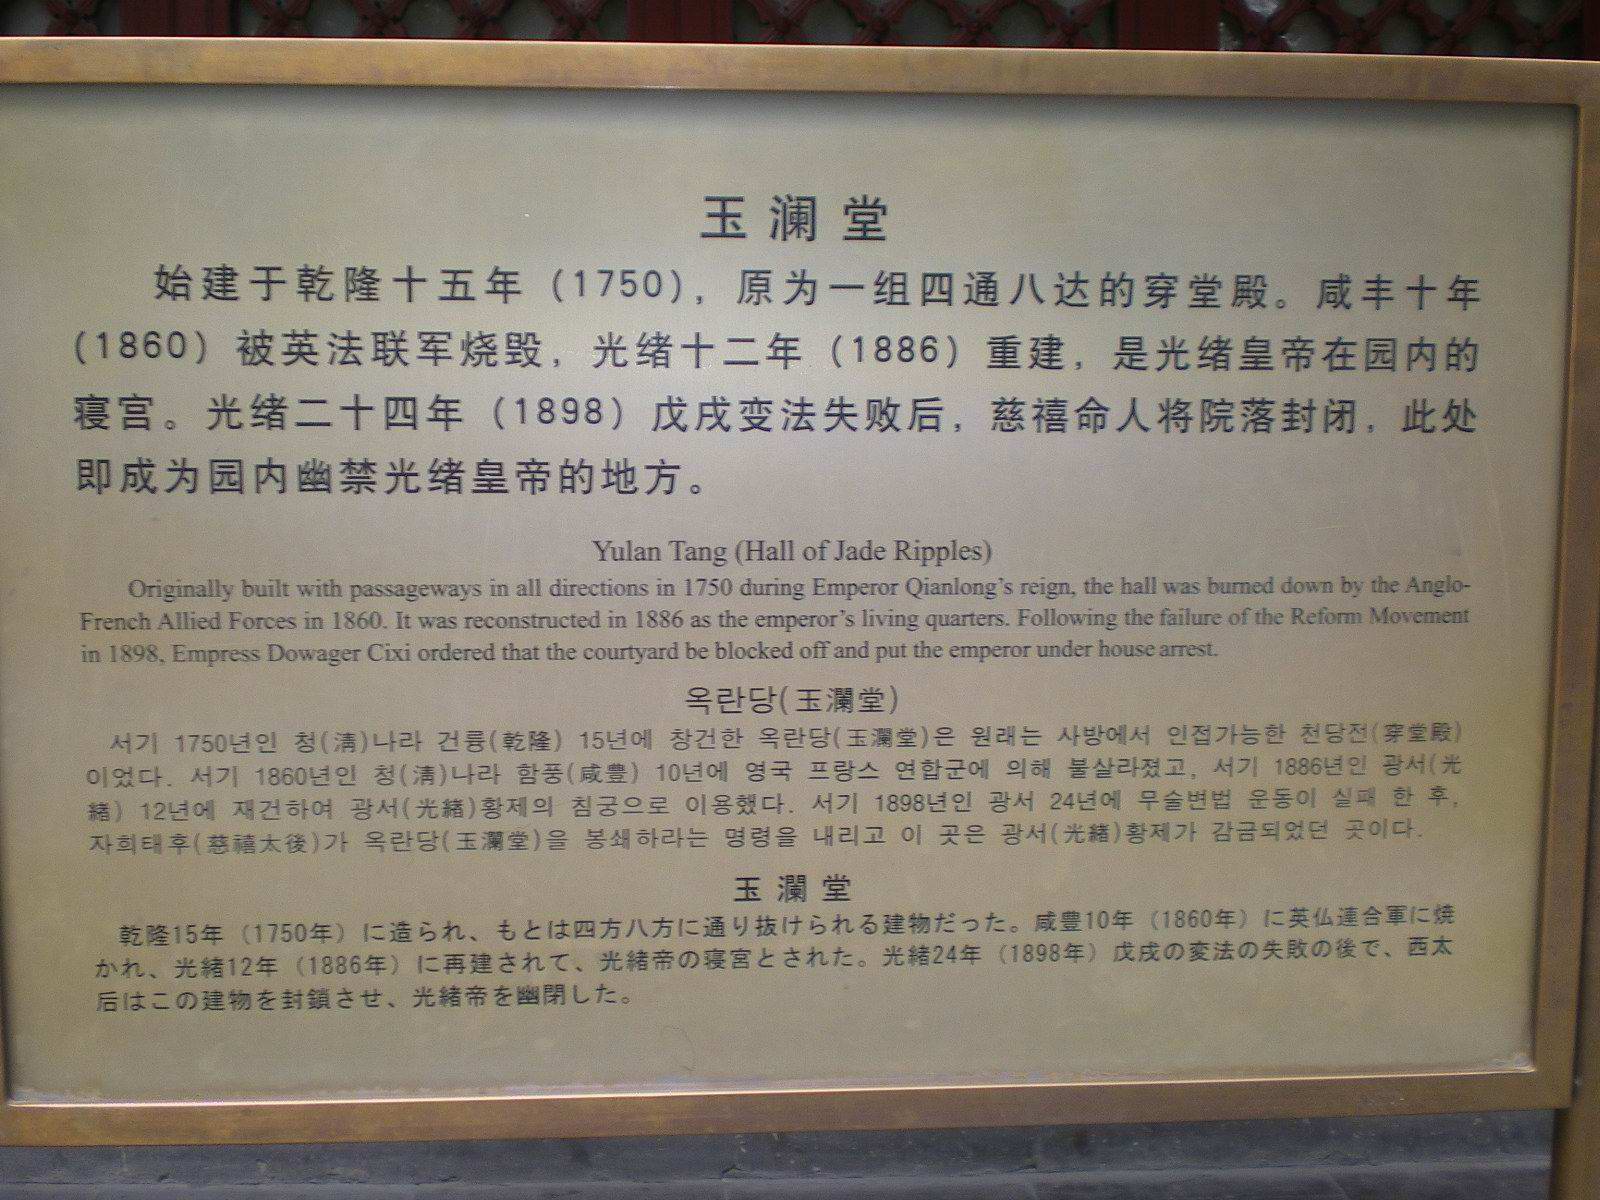 玉澜堂
始建于乾隆十五年（1750），原为一组四通八达的穿堂殿。咸丰十年
（1860）被英法联军烧毁，光绪十二年（1886）重建，是光绪皇帝在园内的
寝宫。光绪二十四年（1898）戊戌变法失败后，慈禧命人将院落封闭，此处
即成为园内幽禁光绪皇帝的地方。
Yulan Tang (Hall of Jade Ripples)
Originally built with passageways in all directions in 1750 during Emperor Qianlong's reign, the hall was burned down by the Anglo-
French Allied Forces in 1860. It was reconstructed in 1886 as the emperor's living quarters. Following the failure of the Reform Movement
in 1898, Empress Dowager Cixi ordered that the courtyard be blocked off and put the emperor under house arrest.
옥란당(玉瀾堂)
서기 1750년인 청(淸)나라 건륭(乾隆) 15년에 창건한 옥란당(玉瀾堂)은 원래는 사방에서 인접가능한 천당전(穿堂殿)
이었다. 서기 1860년인 청(淸)나라 함풍(咸豊) 10년에 영국 프랑스 연합군에 의해 불살라졌고, 서기 1886년인 광서(光
緖) 12년에 재건하여 광서(光緖)황제의 침궁으로 이용했다. 서기 1898년인 광서 24년에 무술변법 운동이 실패 한 후,
자희태후(慈禧太後)가 옥란당(玉瀾堂)을 봉쇄하라는 명령을 내리고 이 곳은 광서(光緖)황제가 감금되었던 곳이다.
玉瀾堂
乾隆15年（1750年）に造られ、もとは四方八方に通り抜けられる建物だった。咸豊10年（1860年）に英仏連合軍に焼
かれ、光緒12年（1886年）に再建されて、光緒帝の寝宮とされた。光緒24年（1898年）戊戌の変法の失敗の後で、西太
后はこの建物を封鎖させ、光緒帝を幽閉した。